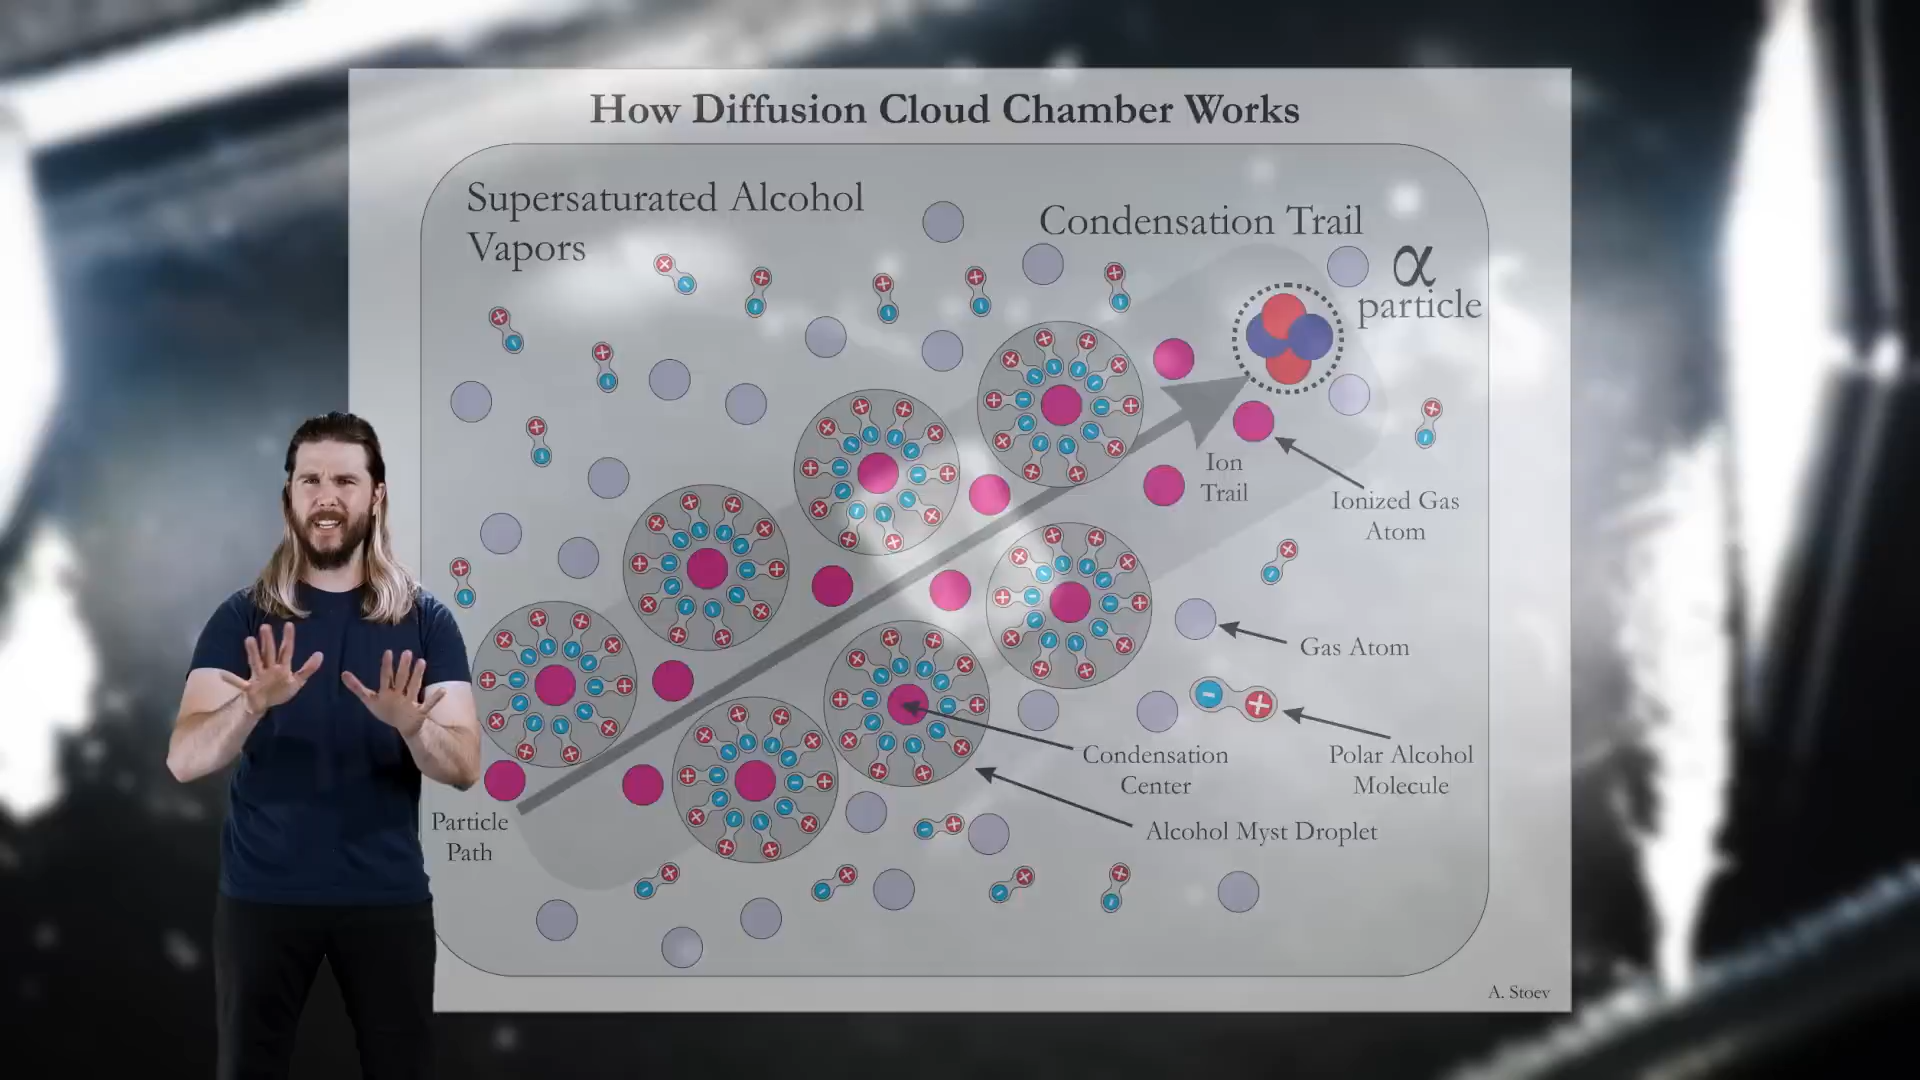 How Diffusion Cloud Chamber Works
Supersaturated Alcohol
Vapors
Condensation Trail
α
particle
Ion
Trail
Ionized Gas
Atom
Gas Atom
Polar Alcohol
Molecule
Condensation
Center
Alcohol Myst Droplet
Particle
Path
A. Stoev